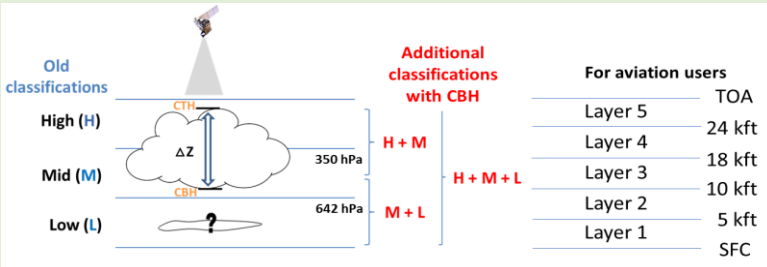 Old
classifications
High (H)
Mid (M)
Low (L)
CTH
ΔZ
CBH
?
350 hPa
642 hPa
Additional
classifications
with CBH
H + M
M + L
H + M + L
For aviation users
TOA
Layer 5
24 kft
Layer 4
18 kft
Layer 3
10 kft
Layer 2
5 kft
Layer 1
SFC